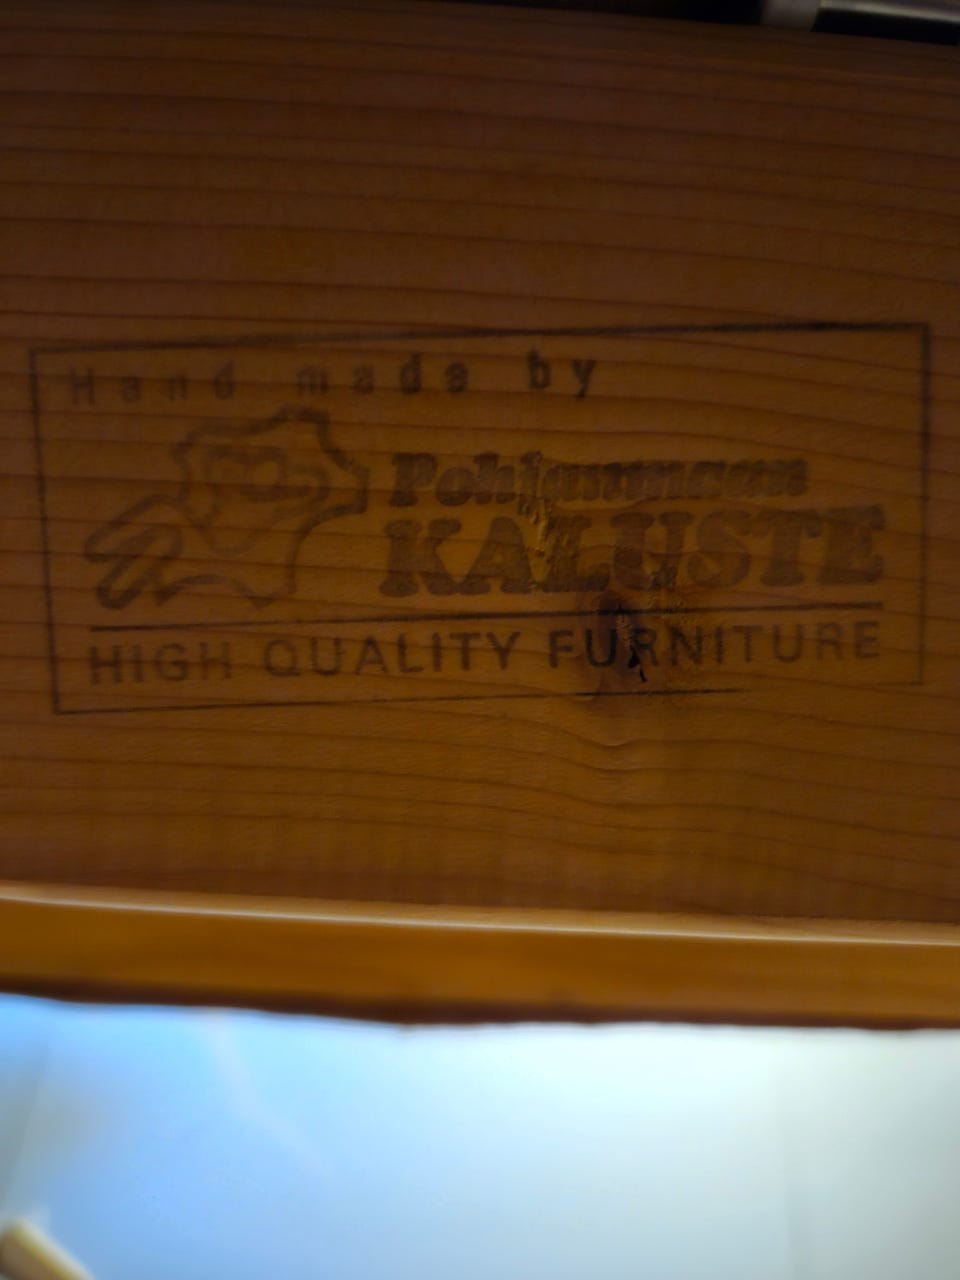 Hand made by
Pohjanmaan
KALUSTE
HIGH QUALITY FURNITURE